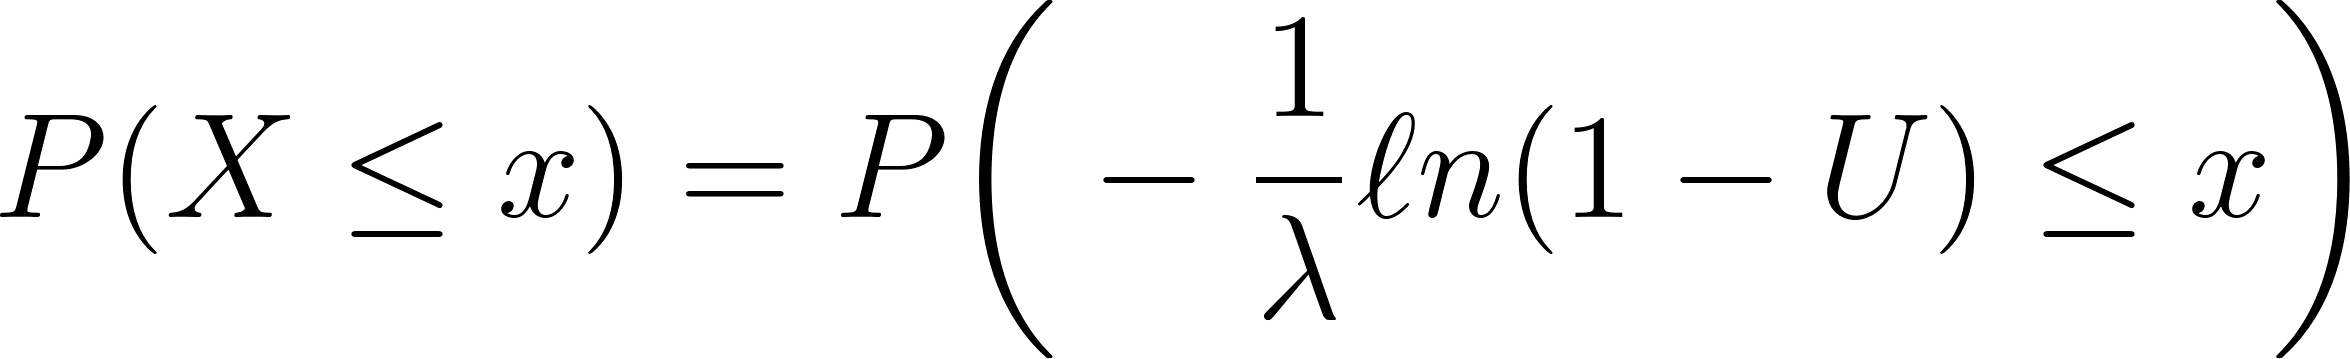 P(X ≤ x) = P( − 1/λ ℓn(1 − U) ≤ x )